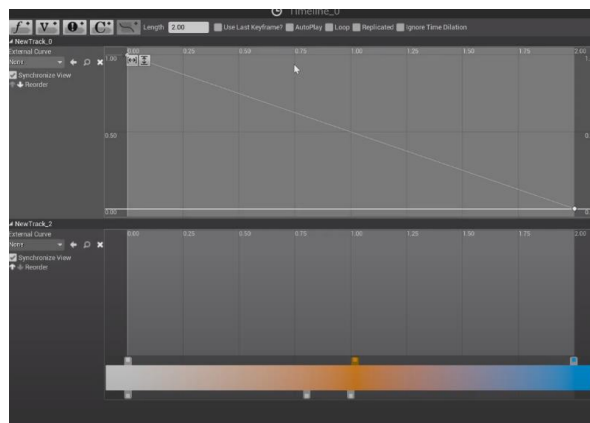 Timeline_0
f+ V+ !+ C+ Length 2.00 Use Last Keyframe? AutoPlay Loop Replicated Ignore Time Dilation
NewTrack_0
External Curve
None
Synchronize View
Reorder
0.00 0.25 0.50 0.75 1.00 1.25 1.50 1.75 2.00
1.00
0.50
0.00
NewTrack_2
External Curve
None
Synchronize View
Reorder
0.00 0.25 0.50 0.75 1.00 1.25 1.50 1.75 2.00